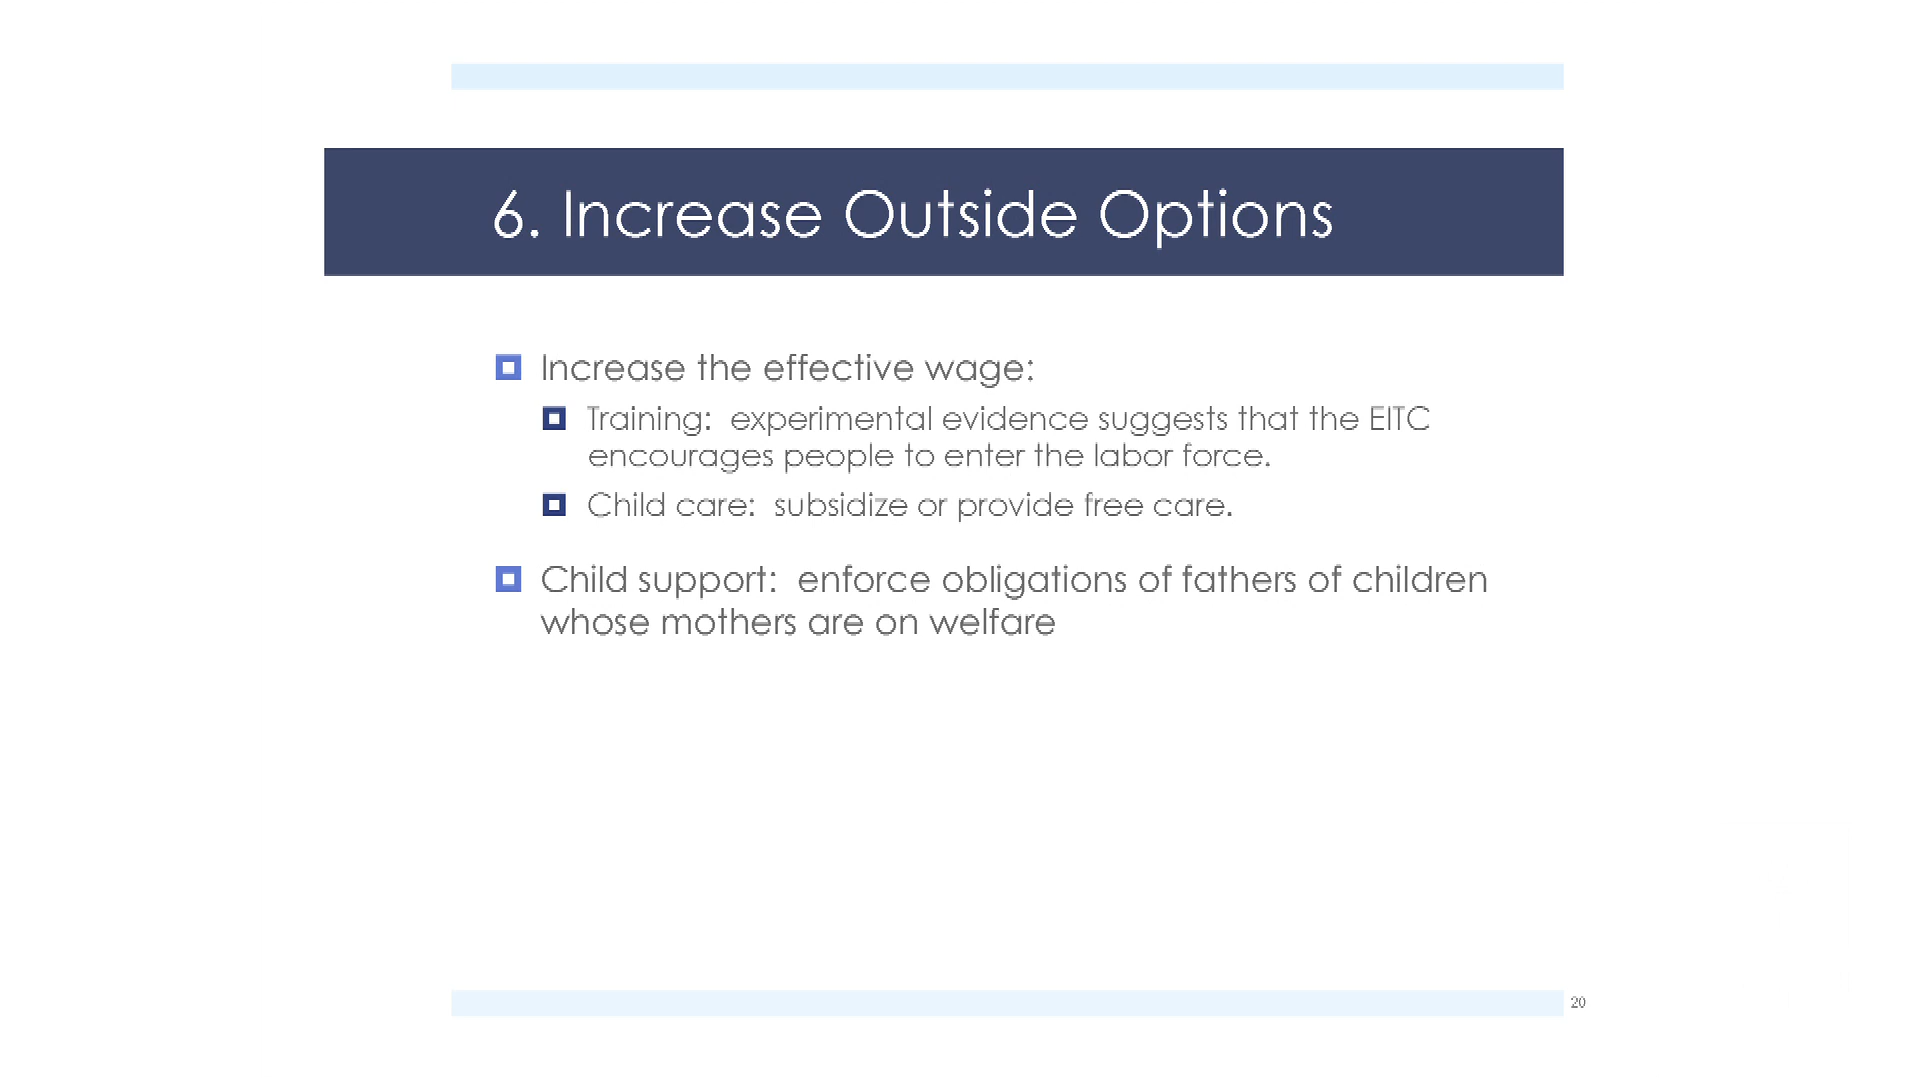 6. Increase Outside Options
Increase the effective wage:
Training: experimental evidence suggests that the EITC
encourages people to enter the labor force.
Child care: subsidize or provide free care.
Child support: enforce obligations of fathers of children
whose mothers are on welfare
20